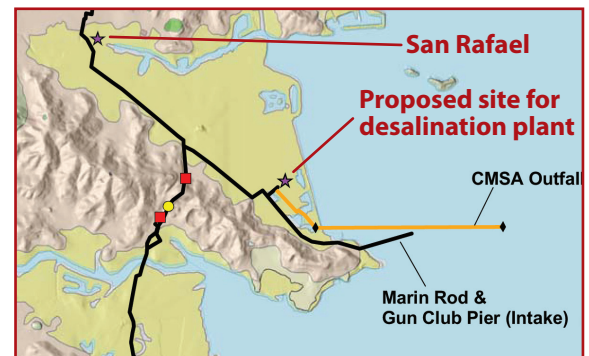 San Rafael
Proposed site for
desalination plant
CMSA Outfall
Marin Rod &
Gun Club Pier (Intake)